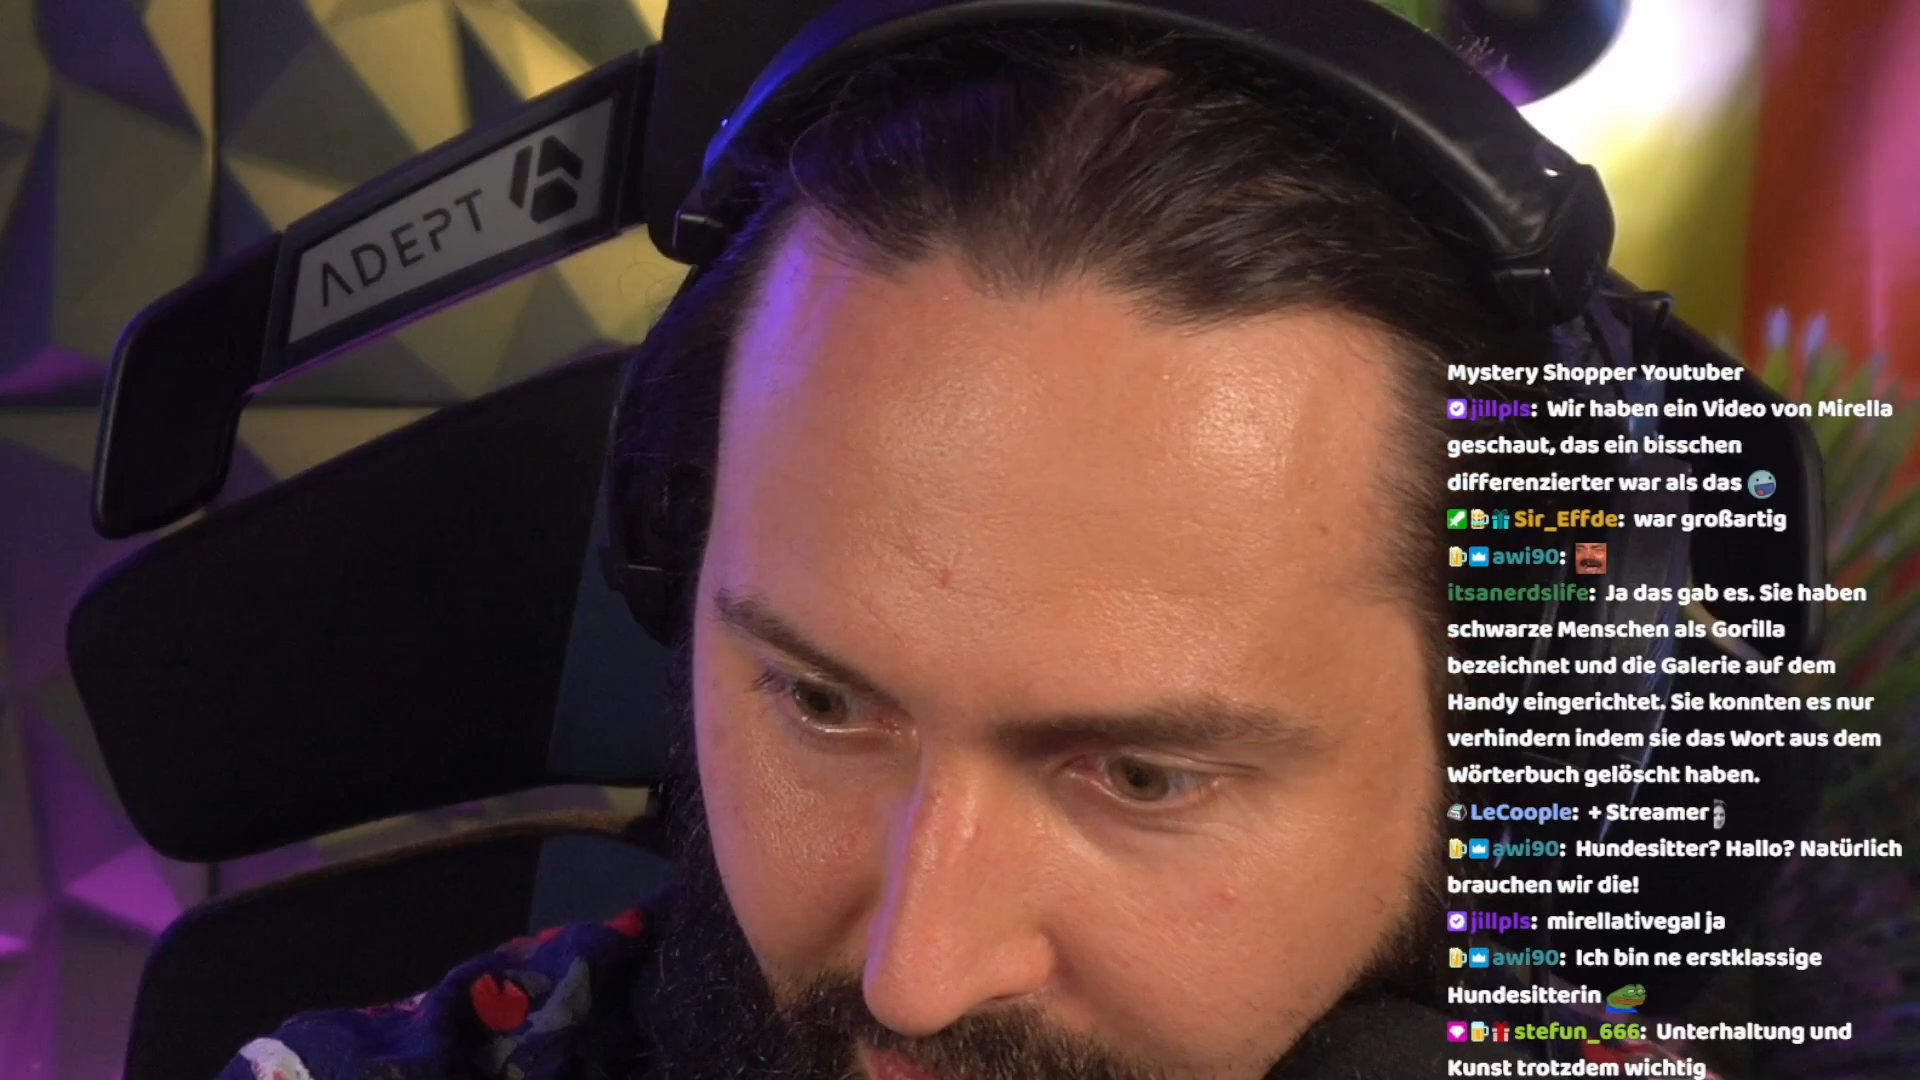 ADEPT
Mystery Shopper Youtuber
jillpls: Wir haben ein Video von Mirella
geschaut, das ein bisschen
differenzierter war als das
Sir_Effde: war großartig
awi90:
itsanerdslife: Ja das gab es. Sie haben
schwarze Menschen als Gorilla
bezeichnet und die Galerie auf dem
Handy eingerichtet. Sie konnten es nur
verhindern indem sie das Wort aus dem
Wörterbuch gelöscht haben.
LeCoople: + Streamer
awi90: Hundesitter? Hallo? Natürlich
brauchen wir die!
jillpls: mirellativegal ja
awi90: Ich bin ne erstklassige
Hundesitterin
stefun_666: Unterhaltung und
Kunst trotzdem wichtig